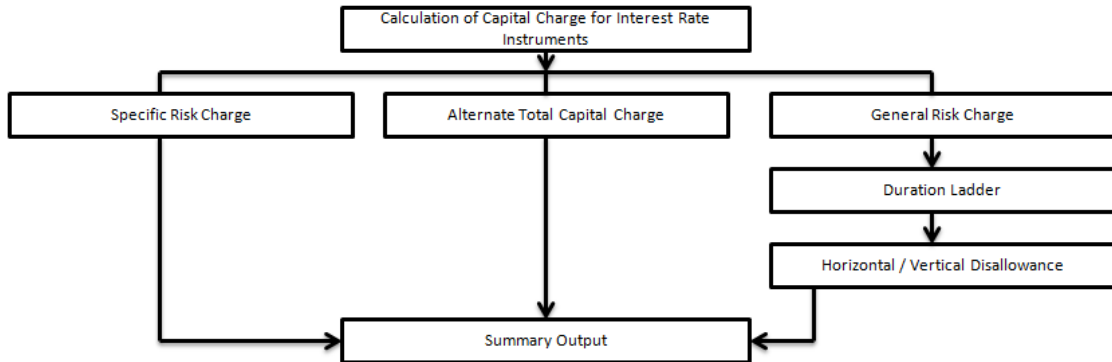 Calculation of Capital Charge for Interest Rate
Instruments
Specific Risk Charge
Alternate Total Capital Charge
General Risk Charge
Duration Ladder
Horizontal / Vertical Disallowance
Summary Output